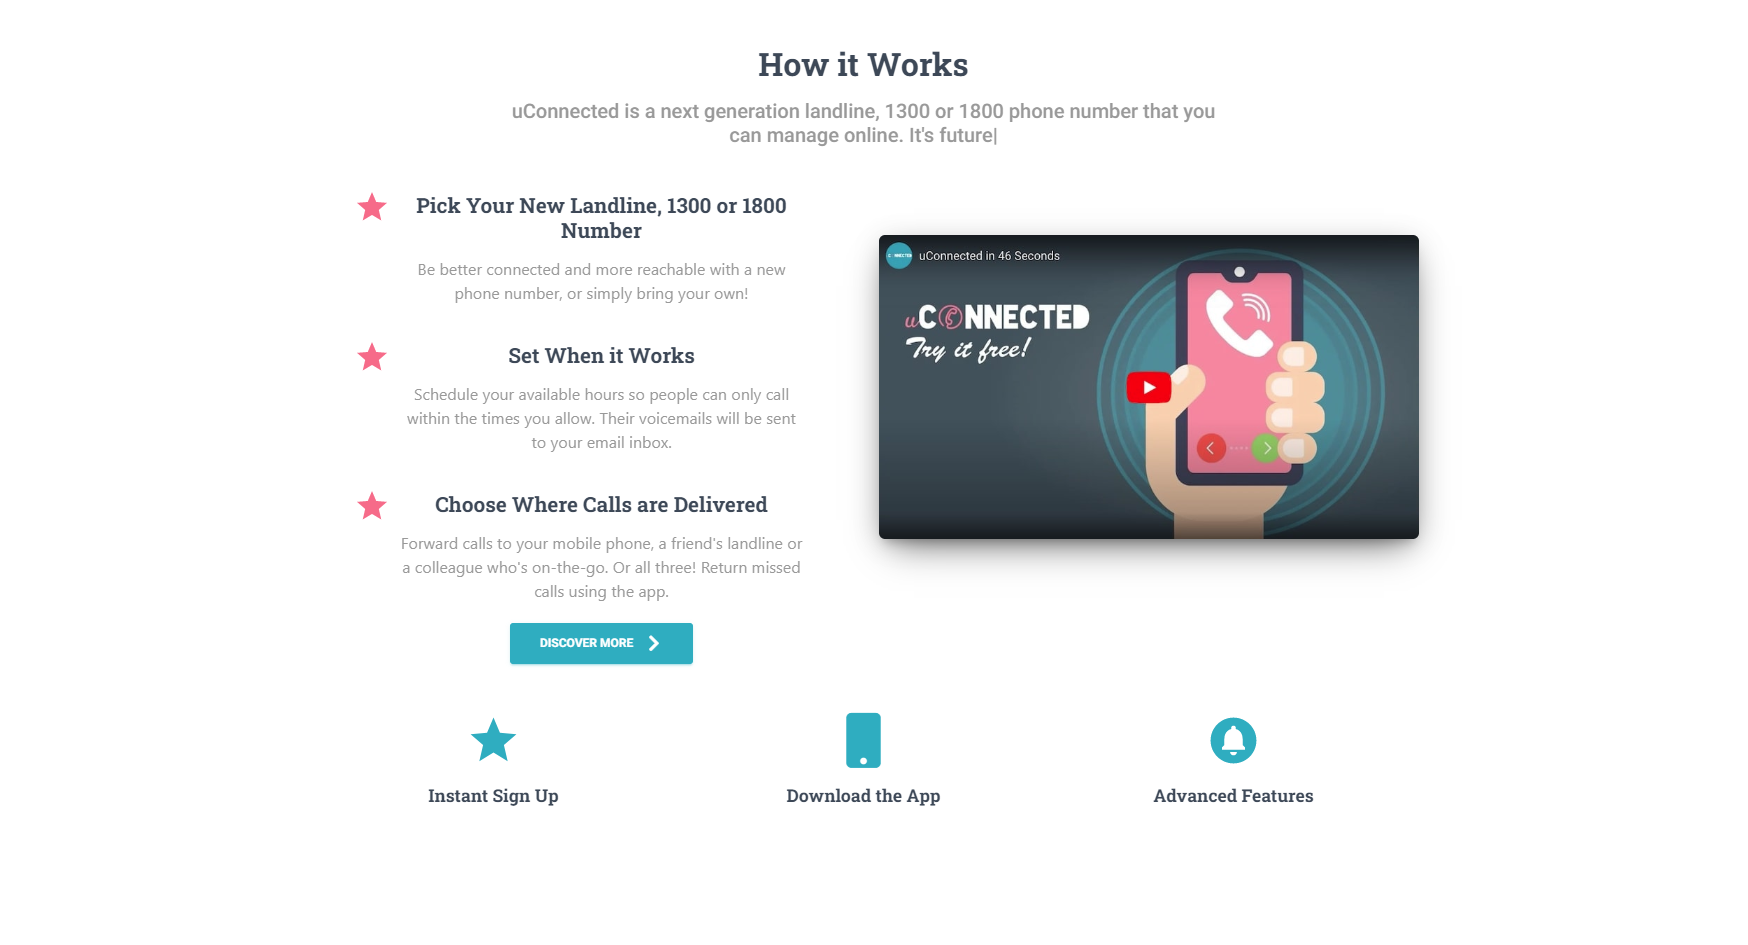 How it Works
uConnected is a next generation landline, 1300 or 1800 phone number that you
can manage online. It's future|
Pick Your New Landline, 1300 or 1800
Number
Be better connected and more reachable with a new
phone number, or simply bring your own!
Set When it Works
Schedule your available hours so people can only call
within the times you allow. Their voicemails will be sent
to your email inbox.
Choose Where Calls are Delivered
Forward calls to your mobile phone, a friend's landline or
a colleague who's on-the-go. Or all three! Return missed
calls using the app.
DISCOVER MORE
uConnected in 46 Seconds
uCONNECTED
Try it free!
Instant Sign Up
Download the App
Advanced Features